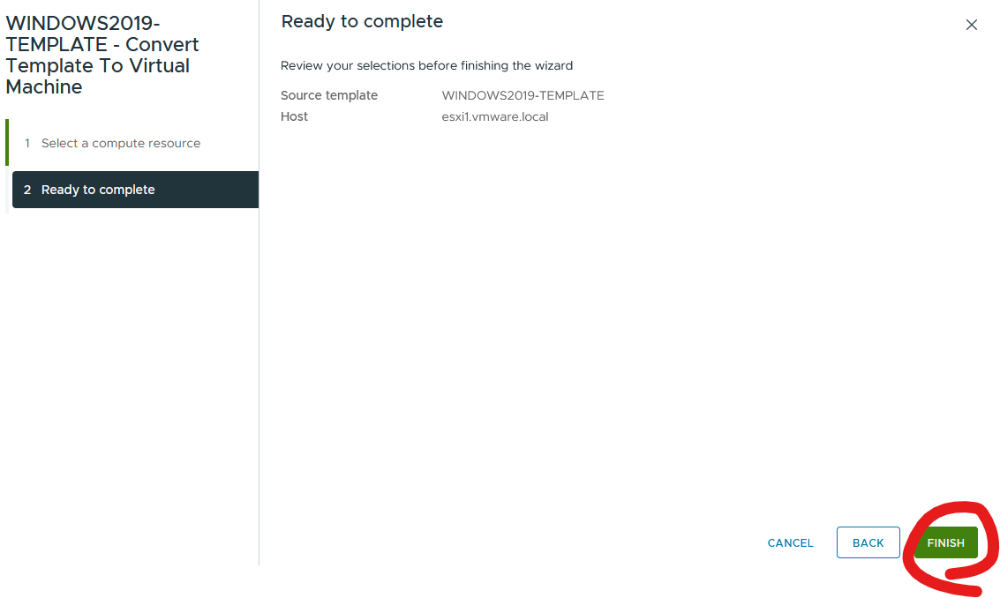 WINDOWS2019-
TEMPLATE - Convert
Template To Virtual
Machine
1 Select a compute resource
2 Ready to complete
Ready to complete
Review your selections before finishing the wizard
Source template WINDOWS2019-TEMPLATE
Host esxi1.vmware.local
CANCEL BACK FINISH